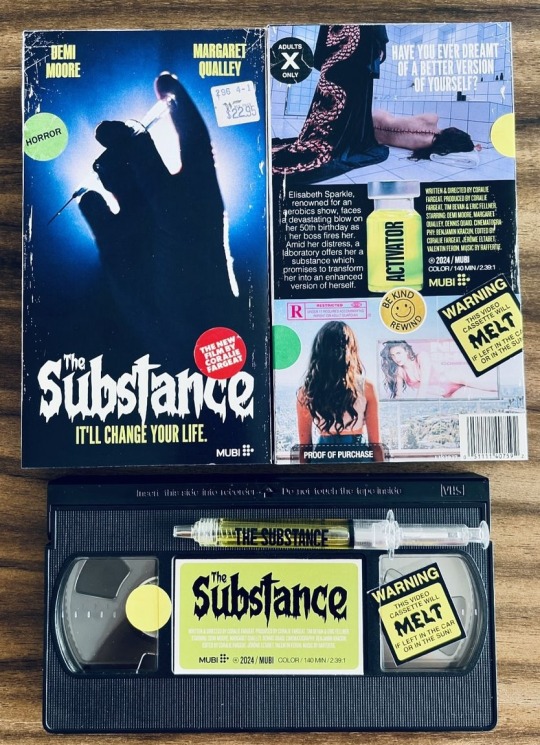 DEMI
MOORE
MARGARET
QUALLEY
$22.95
HORROR
THE NEW
FILM BY
CORALIE
FARGEAT
The
Substance
IT'LL CHANGE YOUR LIFE.
MUBI
ADULTS
X
ONLY
HAVE YOU EVER DREAMT
OF A BETTER VERSION
OF YOURSELF?
Elisabeth Sparkle,
renowned for an
aerobics show, faces
a devastating blow on
her 50th birthday as
her boss fires her.
Amid her distress, a
laboratory offers her a
substance which
promises to transform
her into an enhanced
version of herself.
ACTIVATOR
WRITTEN & DIRECTED BY CORALIE
FARGEAT, PRODUCED BY CORALIE
FARGEAT, TIM BEVAN & ERIC FELLNER,
STARRING: DEMI MOORE, MARGARET
QUALLEY, DENNIS QUAID,
BENJAMIN KRACUN, EDITED BY
CORALIE FARGEAT, JÉRÔME ELTABET,
VALENTIN FERON, MUSIC BY RAFFERTIE.
© 2024 / MUBI
COLOR / 140 MIN / 2.39:1
MUBI
R
RESTRICTED
BE KIND
REWIND
WARNING
THIS VIDEO
CASSETTE WILL
MELT
IF LEFT IN THE CAR
OR IN THE SUN!
PROOF OF PURCHASE
Insert this side into recorder
Do not touch the tape inside
VHS
THE SUBSTANCE
The
Substance
MUBI © 2024 / MUBI COLOR / 140 MIN / 2.39:1
WARNING
THIS VIDEO
CASSETTE WILL
MELT
IF LEFT IN THE CAR
OR IN THE SUN!